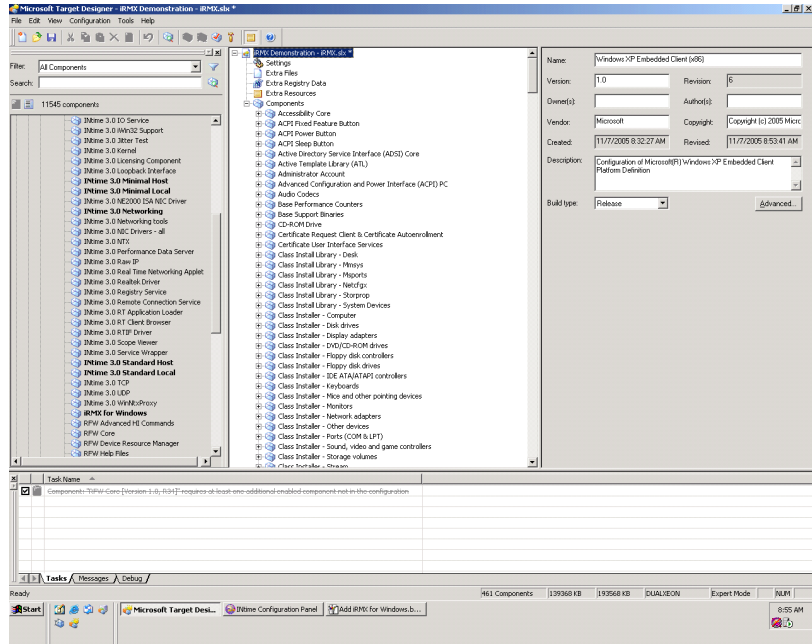 Microsoft Target Designer - iRMX Demonstration - iRMX.slx *
File Edit View Configuration Tools Help
Filter: All Components
Search:
11545 components
INtime 3.0 IO Service
INtime 3.0 iWin32 Support
INtime 3.0 Jitter Test
INtime 3.0 Kernel
INtime 3.0 Licensing Component
INtime 3.0 Loopback Interface
INtime 3.0 Minimal Host
INtime 3.0 Minimal Local
INtime 3.0 NE2000 ISA NIC Driver
INtime 3.0 Networking
INtime 3.0 Networking tools
INtime 3.0 NIC Drivers - all
INtime 3.0 NTX
INtime 3.0 Performance Data Server
INtime 3.0 Raw IP
INtime 3.0 Real Time Networking Applet
INtime 3.0 Realtek Driver
INtime 3.0 Registry Service
INtime 3.0 Remote Connection Service
INtime 3.0 RT Application Loader
INtime 3.0 RT Client Browser
INtime 3.0 RTIF Driver
INtime 3.0 Scope Viewer
INtime 3.0 Service Wrapper
INtime 3.0 Standard Host
INtime 3.0 Standard Local
INtime 3.0 TCP
INtime 3.0 UDP
INtime 3.0 WinNtxProxy
iRMX for Windows
RFW Advanced HI Commands
RFW Core
RFW Device Resource Manager
RFW Help Files
iRMX Demonstration - iRMX.slx *
Settings
Extra Files
Extra Registry Data
Extra Resources
Components
Accessibility Core
ACPI Fixed Feature Button
ACPI Power Button
ACPI Sleep Button
Active Directory Service Interface (ADSI) Core
Active Template Library (ATL)
Administrator Account
Advanced Configuration and Power Interface (ACPI) PC
Audio Codecs
Base Performance Counters
Base Support Binaries
CD-ROM Drive
Certificate Request Client & Certificate Autoenrollment
Certificate User Interface Services
Class Install Library - Desk
Class Install Library - Mmsys
Class Install Library - Msports
Class Install Library - Netcfgx
Class Install Library - Storprop
Class Install Library - System Devices
Class Installer - Computer
Class Installer - Disk drives
Class Installer - Display adapters
Class Installer - DVD/CD-ROM drives
Class Installer - Floppy disk controllers
Class Installer - Floppy disk drives
Class Installer - IDE ATA/ATAPI controllers
Class Installer - Keyboards
Class Installer - Mice and other pointing devices
Class Installer - Monitors
Class Installer - Network adapters
Class Installer - Other devices
Class Installer - Ports (COM & LPT)
Class Installer - Sound, video and game controllers
Class Installer - Storage volumes
Class Installer - Stream
Name: Windows XP Embedded Client (x86)
Version: 1.0 Revision: 6
Owner(s): Author(s):
Vendor: Microsoft Copyright: Copyright (c) 2005 Micro
Created: 11/7/2005 8:32:27 AM Revised: 11/7/2005 8:53:41 AM
Description: Configuration of Microsoft(R) Windows XP Embedded Client
Platform Definition
Build type: Release Advanced...
Task Name
Component: "RFW Core [Version 1.0, R34]" requires at least one additional enabled component not in the configuration
Tasks Messages Debug
Ready 461 Components 139368 KB 193568 KB DUALXEON Expert Mode NUM
Start Microsoft Target Desi... INtime Configuration Panel Add iRMX for Windows.b... 8:55 AM